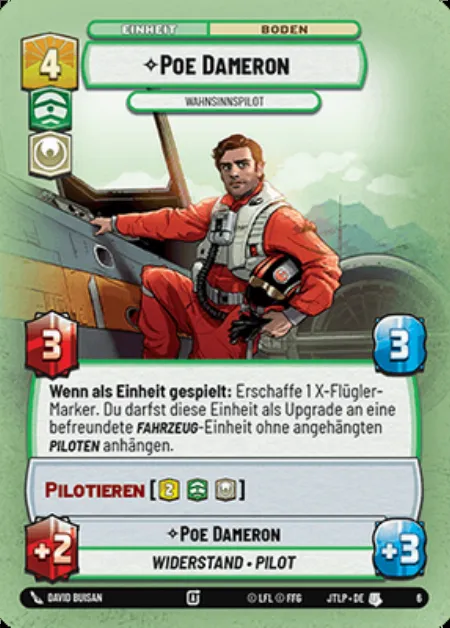 EINHEIT BODEN
4
✧POE DAMERON
WAHNSINNSPILOT
3 3
Wenn als Einheit gespielt: Erschaffe 1 X-Flügler-
Marker. Du darfst diese Einheit als Upgrade an eine
befreundete FAHRZEUG-Einheit ohne angehängten
PILOTEN anhängen.
PILOTIEREN [2]
+2 +3
✧POE DAMERON
WIDERSTAND • PILOT
DAVID BUISAN U © LFL © FFG JTLP • DE 6